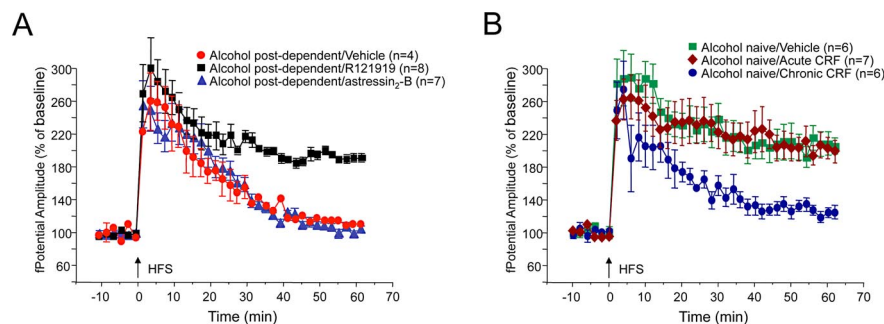 A
Alcohol post-dependent/Vehicle (n=4)
Alcohol post-dependent/R121919 (n=8)
Alcohol post-dependent/astressin2-B (n=7)
fPotential Amplitude (% of baseline)
300
260
220
180
140
100
60
HFS
-10 0 10 20 30 40 50 60 70
Time (min)
B
Alcohol naive/Vehicle (n=6)
Alcohol naive/Acute CRF (n=7)
Alcohol naive/Chronic CRF (n=6)
fPotential Amplitude (% of baseline)
300
260
220
180
140
100
60
HFS
-10 0 10 20 30 40 50 60 70
Time (min)